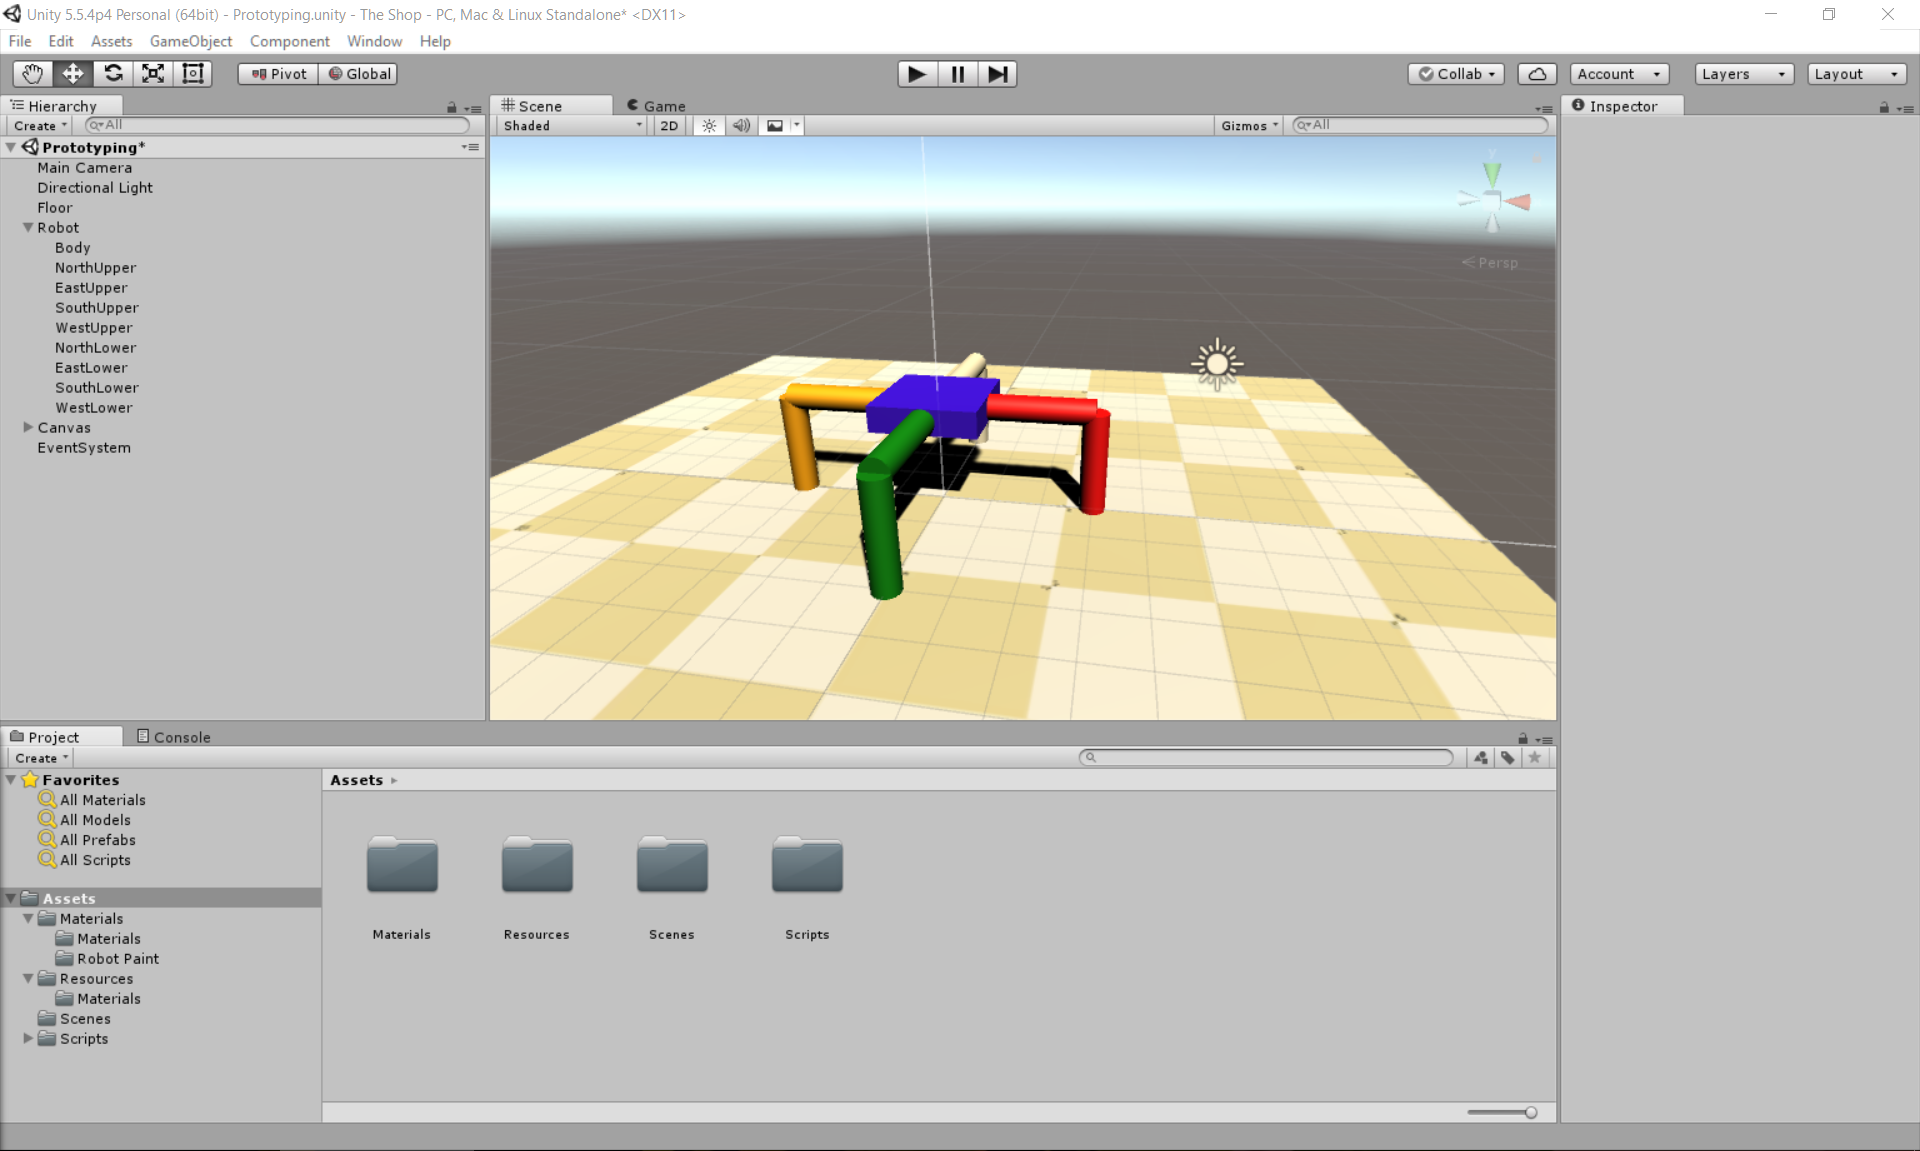 Unity 5.5.4p4 Personal (64bit) - Prototyping.unity - The Shop - PC, Mac & Linux Standalone* <DX11>
File Edit Assets GameObject Component Window Help
Pivot Global Collab Account Layers Layout
Hierarchy
Create All
Prototyping*
Main Camera
Directional Light
Floor
Robot
Body
NorthUpper
EastUpper
SouthUpper
WestUpper
NorthLower
EastLower
SouthLower
WestLower
Canvas
EventSystem
Scene Game
Shaded 2D Gizmos All
y
Persp
Inspector
Project Console
Create
Favorites
All Materials
All Models
All Prefabs
All Scripts
Assets
Materials
Materials
Robot Paint
Resources
Materials
Scenes
Scripts
Assets
Materials Resources Scenes Scripts